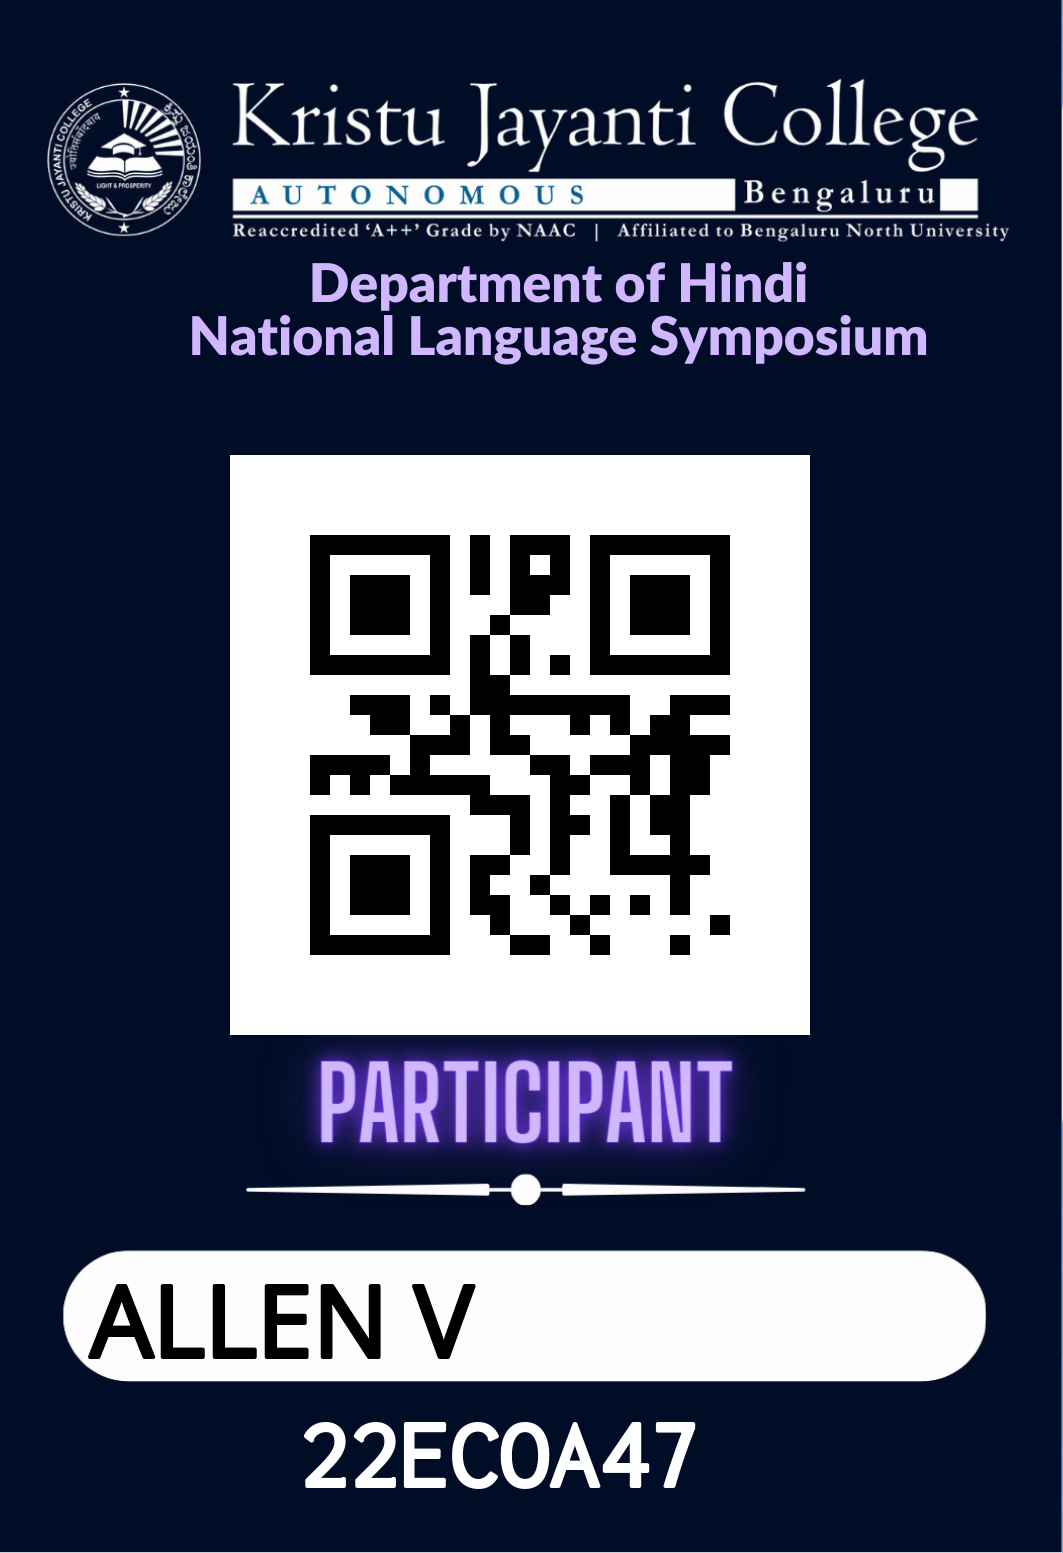 KRISTU JAYANTI COLLEGE
LIGHT & PROSPERITY
Kristu Jayanti College
AUTONOMOUS Bengaluru
Reaccredited ‘A++’ Grade by NAAC | Affiliated to Bengaluru North University
Department of Hindi
National Language Symposium
PARTICIPANT
ALLEN V
22ECOA47